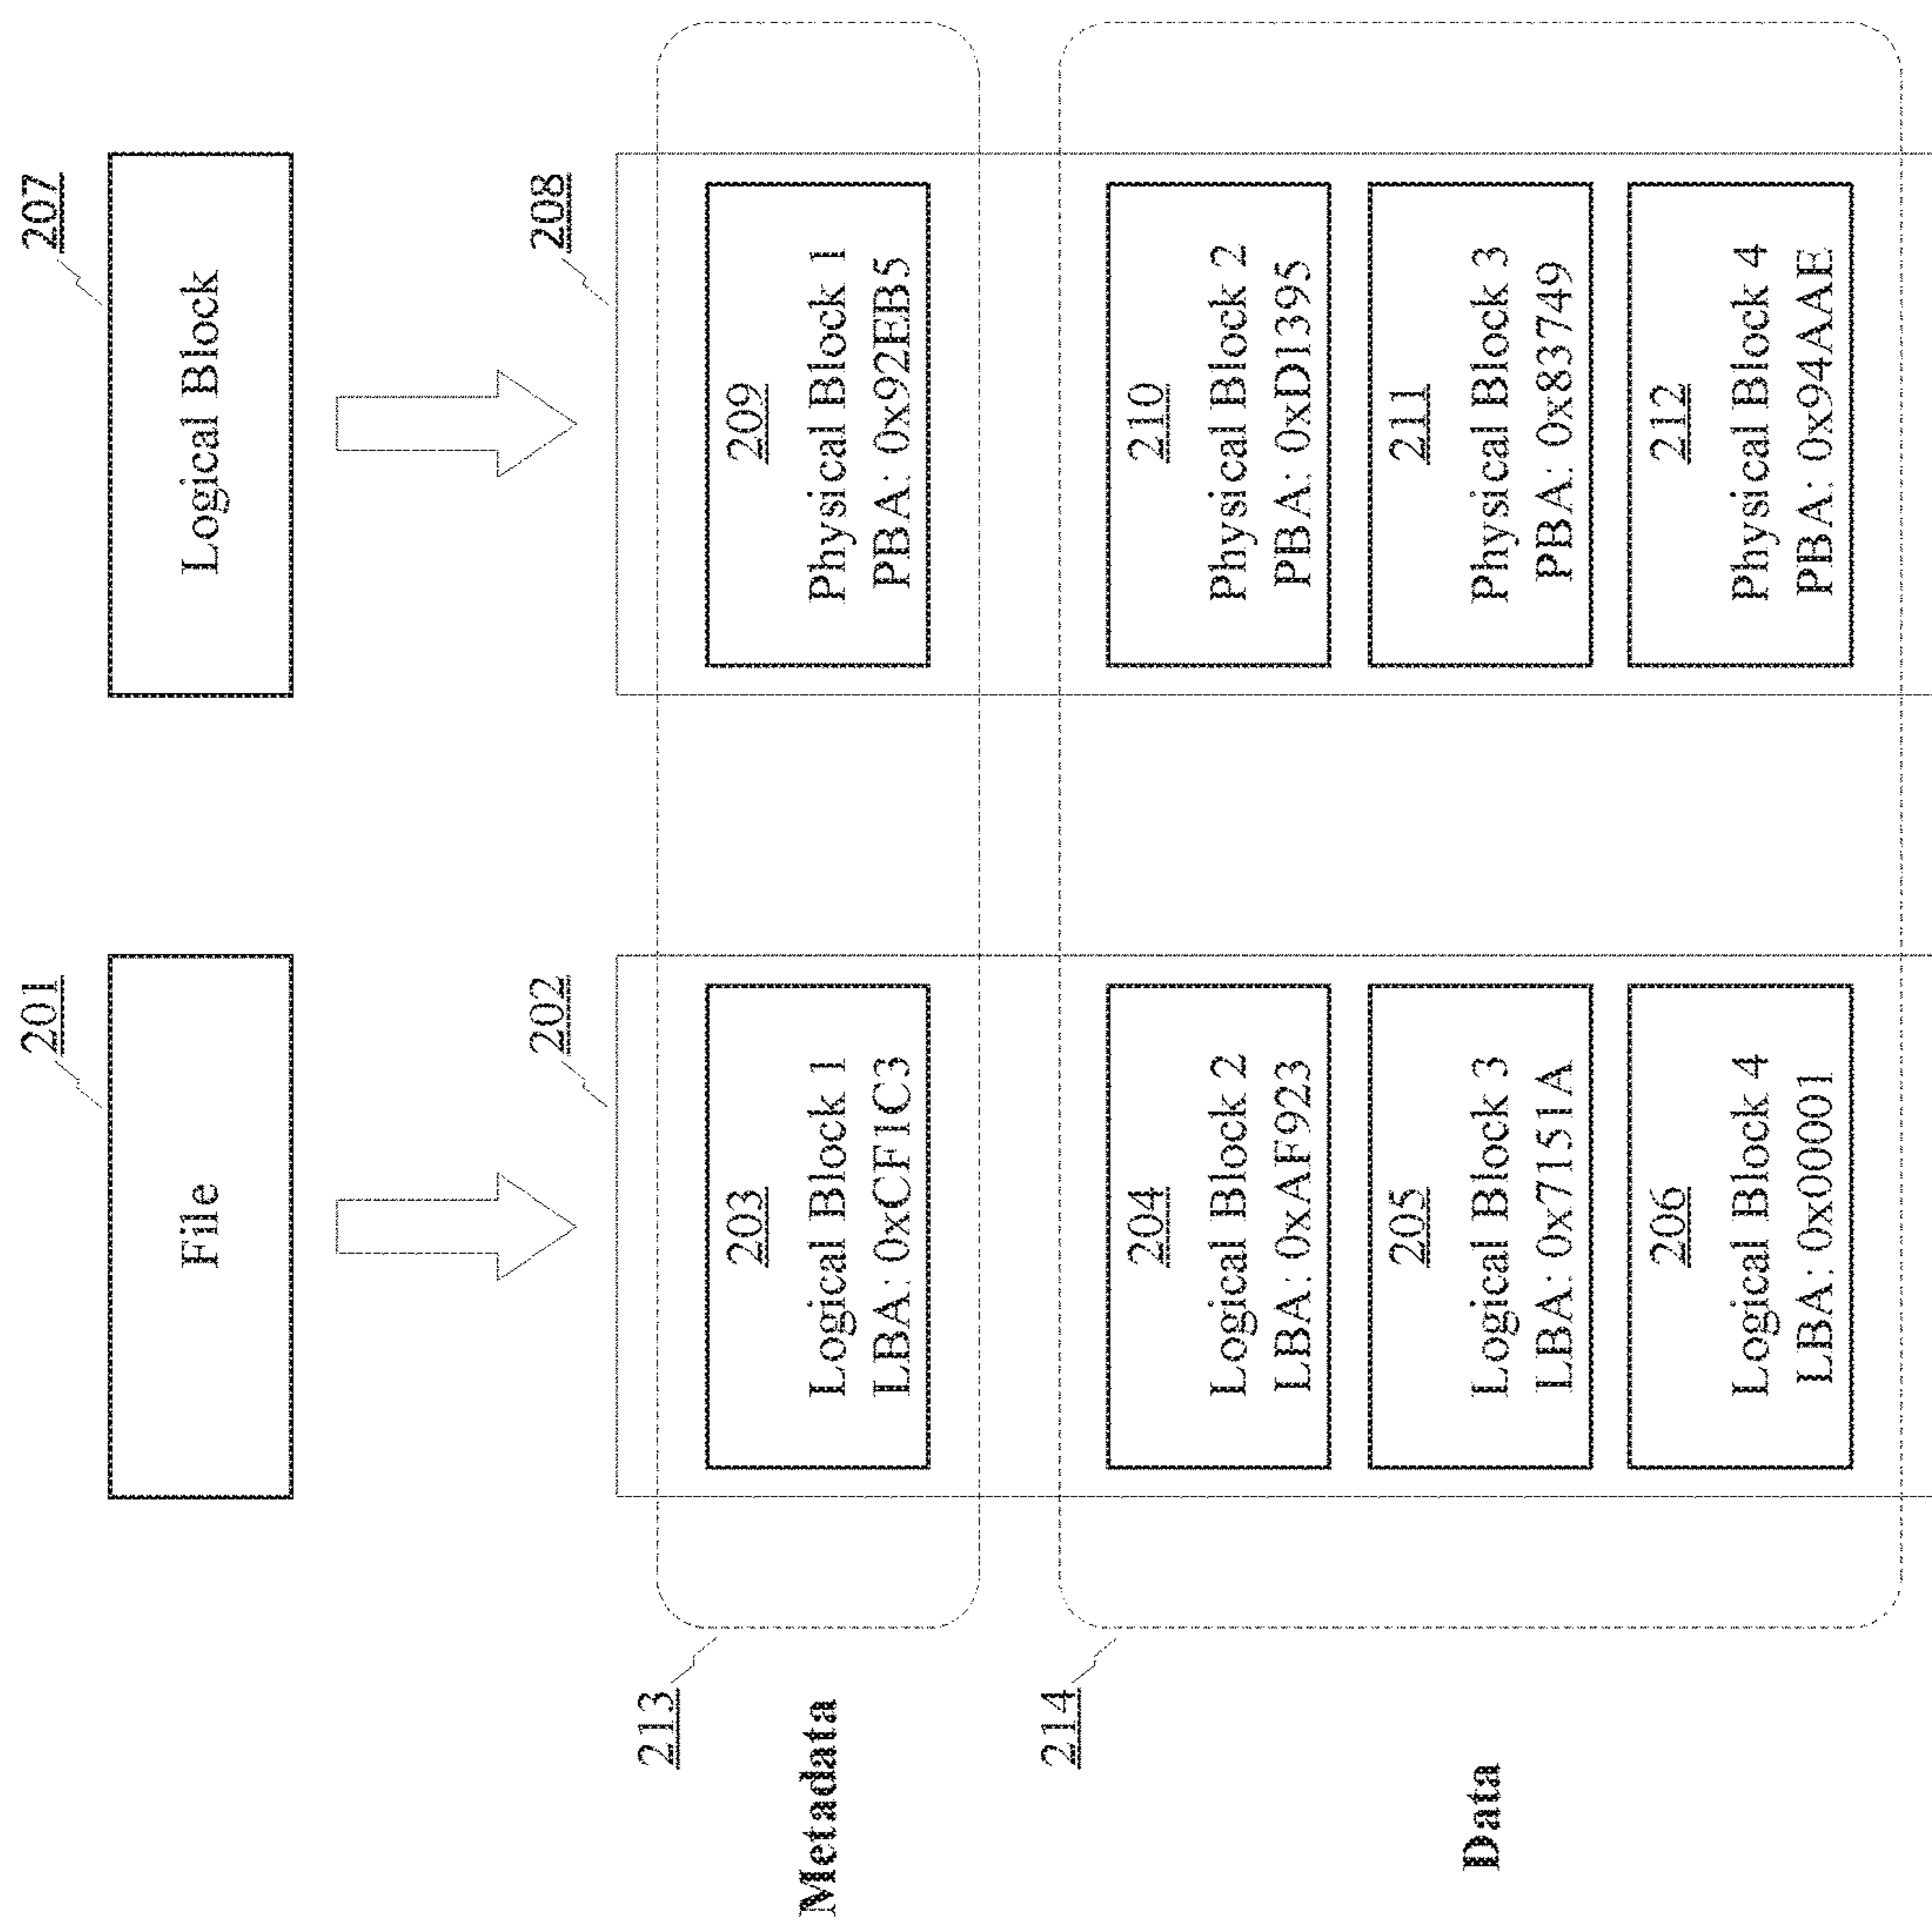 201
File
207
Logical Block
202
208
213
Metadata
203
Logical Block 1
LBA: 0xCF1C3
209
Physical Block 1
PBA: 0x92EB5
214
Data
204
Logical Block 2
LBA: 0xAF923
210
Physical Block 2
PBA: 0xD1395
205
Logical Block 3
LBA: 0x7151A
211
Physical Block 3
PBA: 0x83749
206
Logical Block 4
LBA: 0x00001
212
Physical Block 4
PBA: 0x94AAE